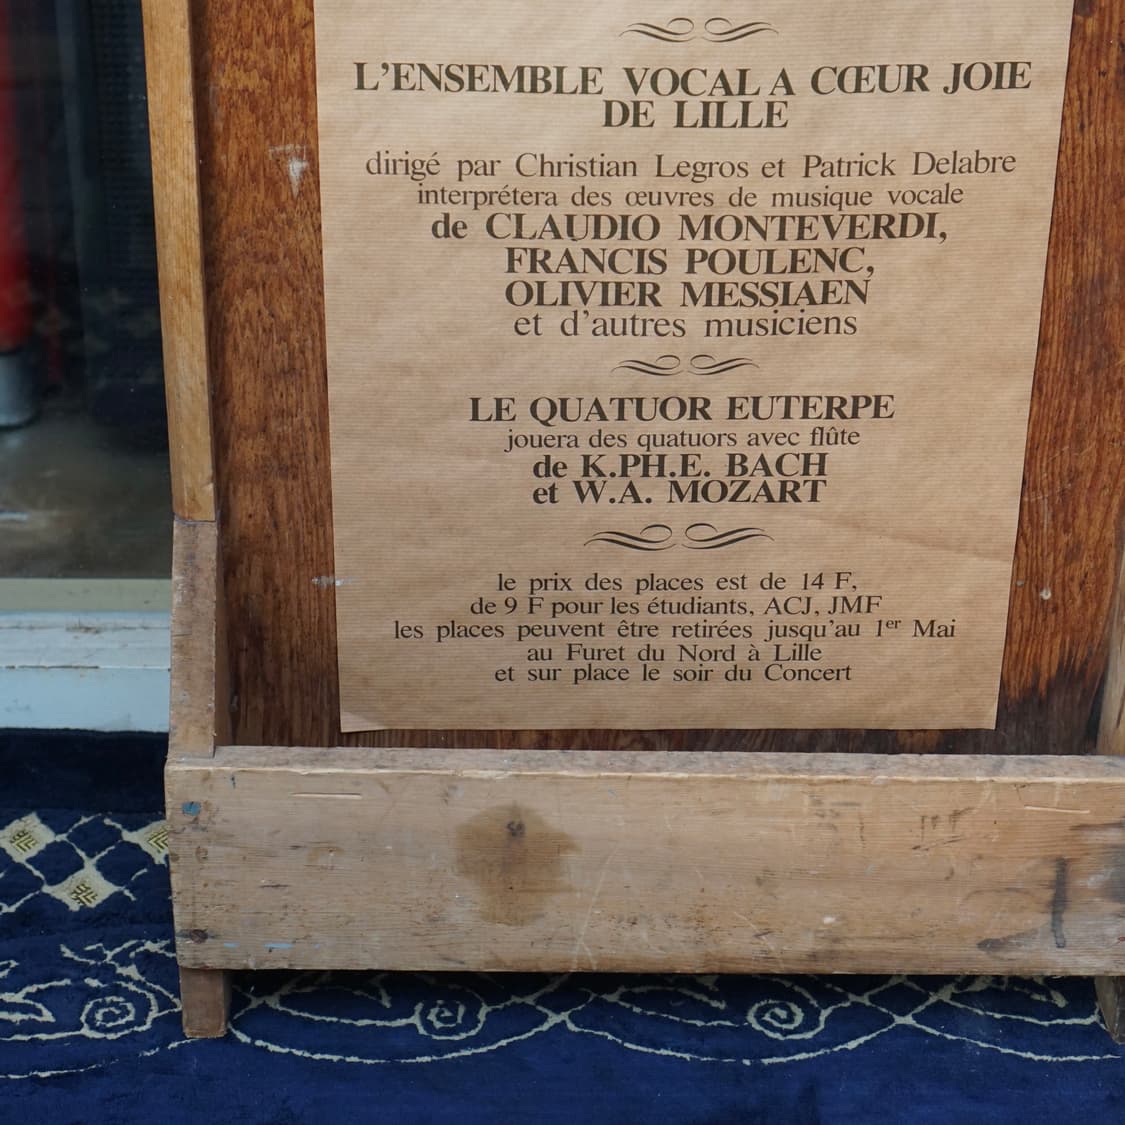 L'ENSEMBLE VOCAL A CŒUR JOIE
DE LILLE
dirigé par Christian Legros et Patrick Delabre
interprétera des œuvres de musique vocale
de CLAUDIO MONTEVERDI,
FRANCIS POULENC,
OLIVIER MESSIAEN
et d'autres musiciens
LE QUATUOR EUTERPE
jouera des quatuors avec flûte
de K.PH.E. BACH
et W.A. MOZART
le prix des places est de 14 F,
de 9 F pour les étudiants, ACJ, JMF
les places peuvent être retirées jusqu'au 1er Mai
au Furet du Nord à Lille
et sur place le soir du Concert